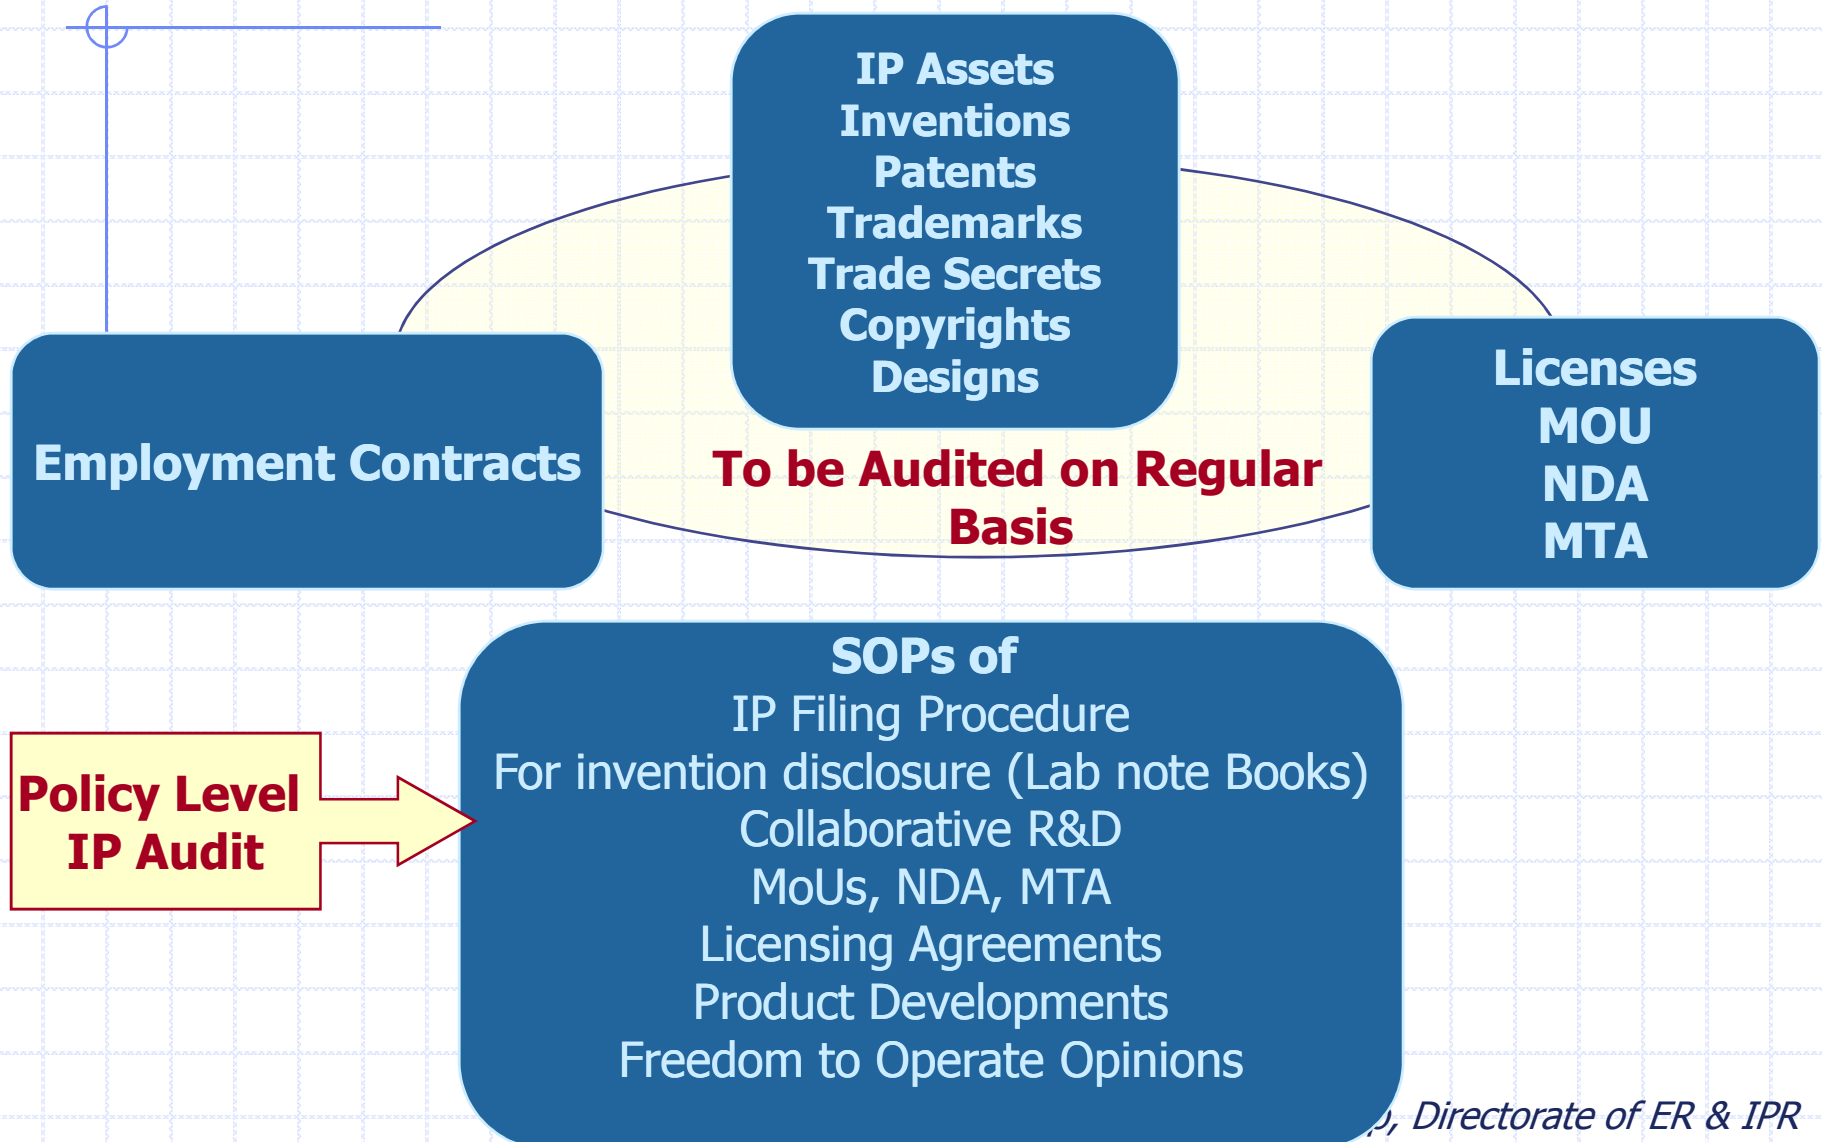 IP Assets
Inventions
Patents
Trademarks
Trade Secrets
Copyrights
Designs
Employment Contracts
To be Audited on Regular
Basis
Licenses
MOU
NDA
MTA
SOPs of
IP Filing Procedure
For invention disclosure (Lab note Books)
Collaborative R&D
MoUs, NDA, MTA
Licensing Agreements
Product Developments
Freedom to Operate Opinions
Policy Level
IP Audit
Directorate of ER & IPR